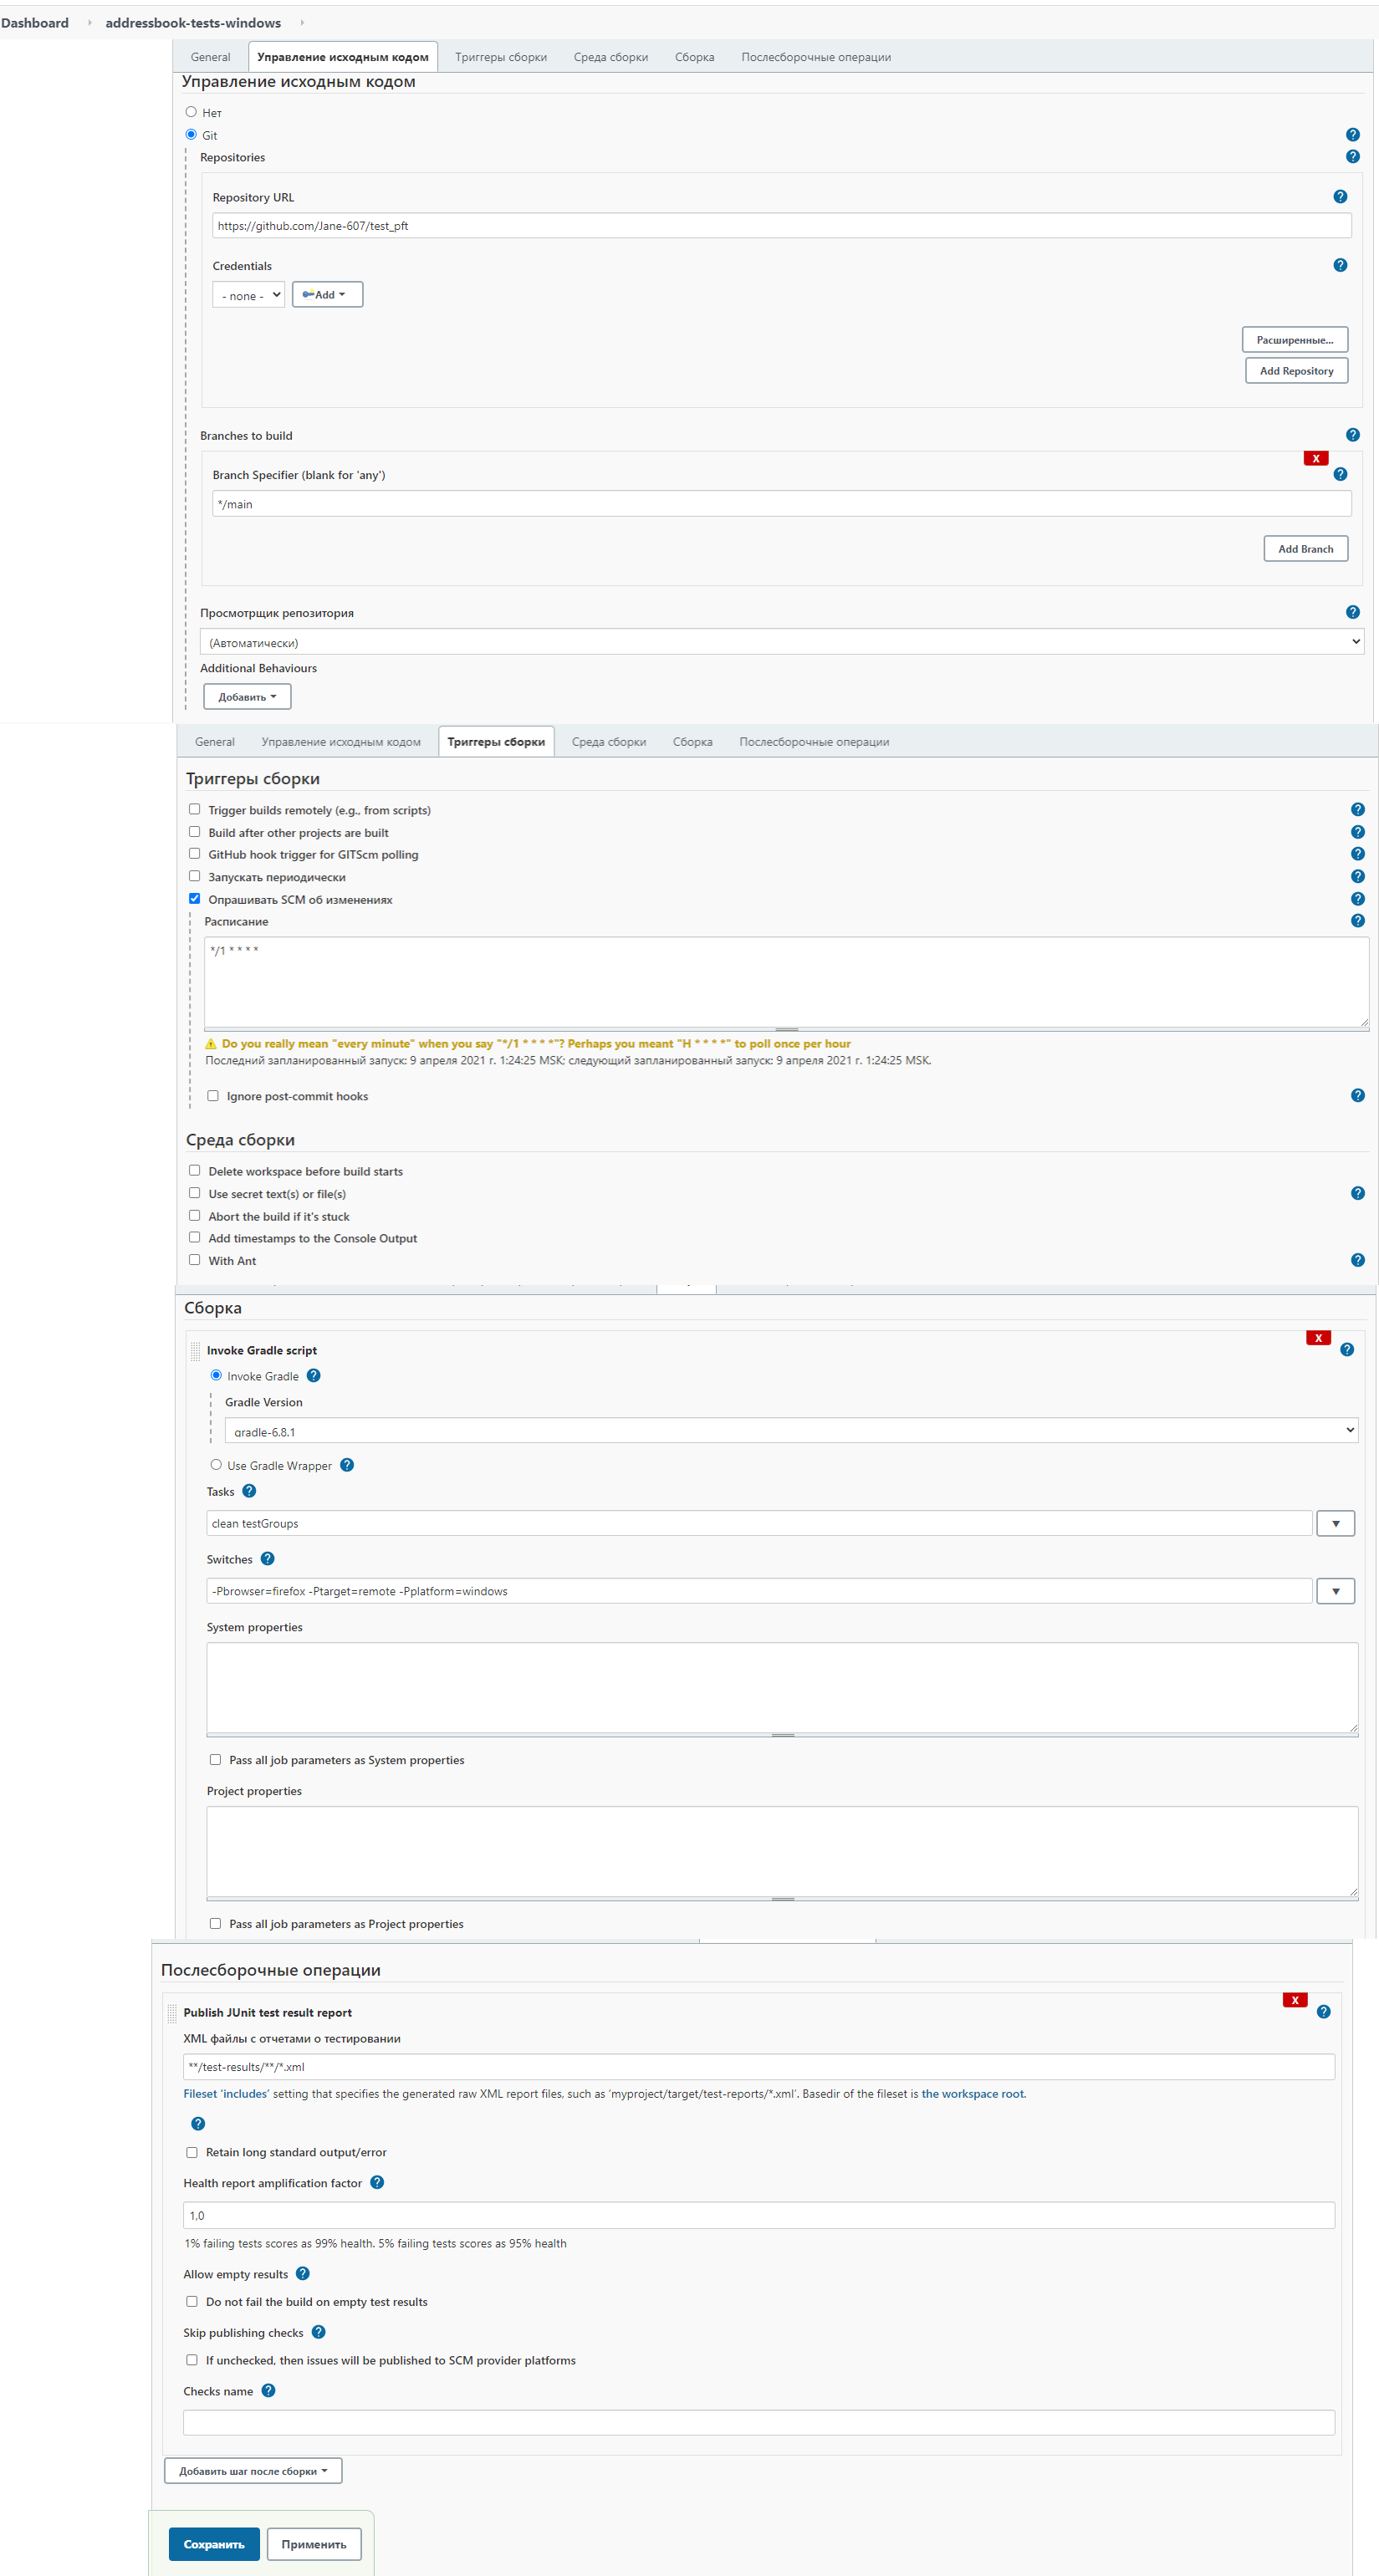 Dashboard addressbook-tests-windows
General Управление исходным кодом Триггеры сборки Среда сборки Сборка Послесборочные операции
Управление исходным кодом
Нет
Git
Repositories
Repository URL
https://github.com/Jane-607/test_pft
Credentials
- none - Add
Расширенные...
Add Repository
Branches to build
X
Branch Specifier (blank for 'any')
*/main
Add Branch
Просмотрщик репозитория
(Автоматически)
Additional Behaviours
Добавить
General Управление исходным кодом Триггеры сборки Среда сборки Сборка Послесборочные операции
Триггеры сборки
Trigger builds remotely (e.g., from scripts)
Build after other projects are built
GitHub hook trigger for GITScm polling
Запускать периодически
Опрашивать SCM об изменениях
Расписание
*/1 * * * *
Do you really mean "every minute" when you say "*/1 * * * *"? Perhaps you meant "H * * * *" to poll once per hour
Последний запланированный запуск: 9 апреля 2021 г. 1:24:25 MSK; следующий запланированный запуск: 9 апреля 2021 г. 1:24:25 MSK.
Ignore post-commit hooks
Среда сборки
Delete workspace before build starts
Use secret text(s) or file(s)
Abort the build if it's stuck
Add timestamps to the Console Output
With Ant
Сборка
X
Invoke Gradle script
Invoke Gradle
Gradle Version
gradle-6.8.1
Use Gradle Wrapper
Tasks
clean testGroups
Switches
-Pbrowser=firefox -Ptarget=remote -Pplatform=windows
System properties
Pass all job parameters as System properties
Project properties
Pass all job parameters as Project properties
Послесборочные операции
X
Publish JUnit test result report
XML файлы с отчетами о тестировании
**/test-results/**/*.xml
Fileset 'includes' setting that specifies the generated raw XML report files, such as 'myproject/target/test-reports/*.xml'. Basedir of the fileset is the workspace root.
Retain long standard output/error
Health report amplification factor
1,0
1% failing tests scores as 99% health. 5% failing tests scores as 95% health
Allow empty results
Do not fail the build on empty test results
Skip publishing checks
If unchecked, then issues will be published to SCM provider platforms
Checks name
Добавить шаг после сборки
Сохранить Применить